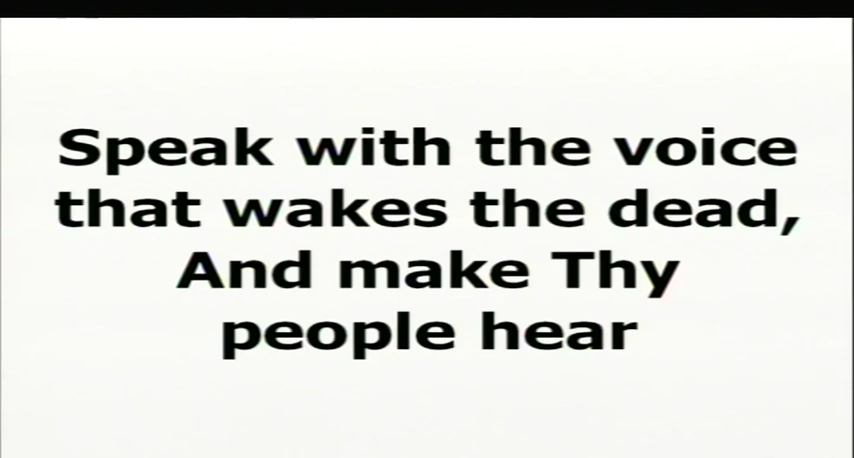 Speak with the voice
that wakes the dead,
And make Thy
people hear